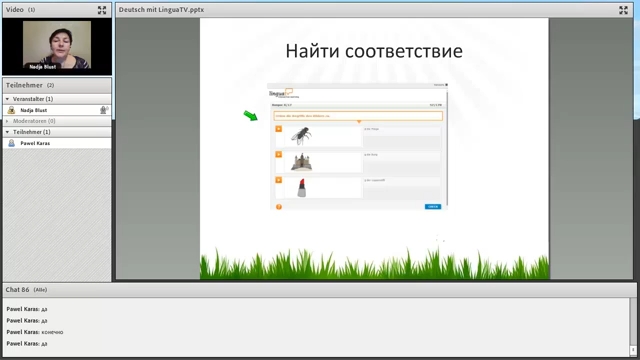 Video (1)
Nadja Blust
Teilnehmer (2)
Veranstalter (1)
Nadja Blust
Moderatoren (0)
Teilnehmer (1)
Pawel Karas
Deutsch mit LinguaTV.pptx
Найти соответствие
linguatv
Chat 86 (Alle)
Pawel Karas: да
Pawel Karas: да
Pawel Karas: конечно
Pawel Karas: да